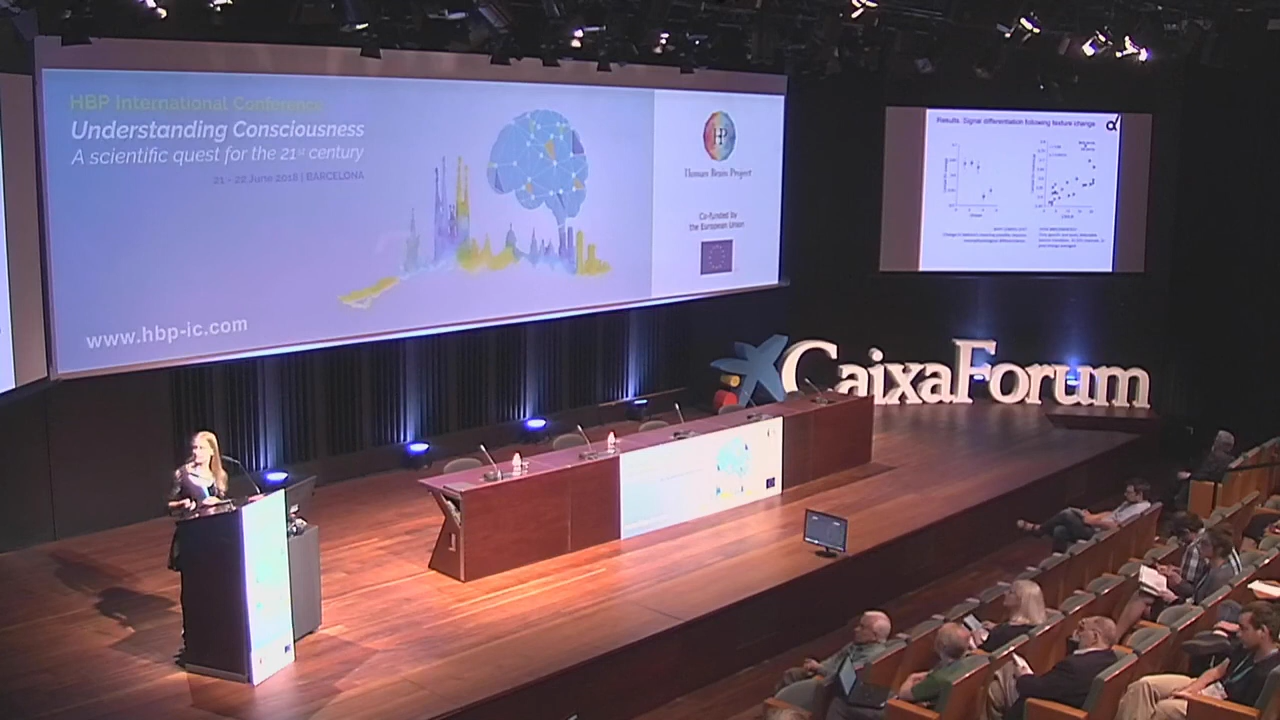 HBP International Conference
Understanding Consciousness
A scientific quest for the 21st century
21 - 22 June 2018 | BARCELONA
www.hbp-ic.com
HP
Human Brain Project
Co-funded by
the European Union
Results: Signal differentiation following texture change
CaixaForum